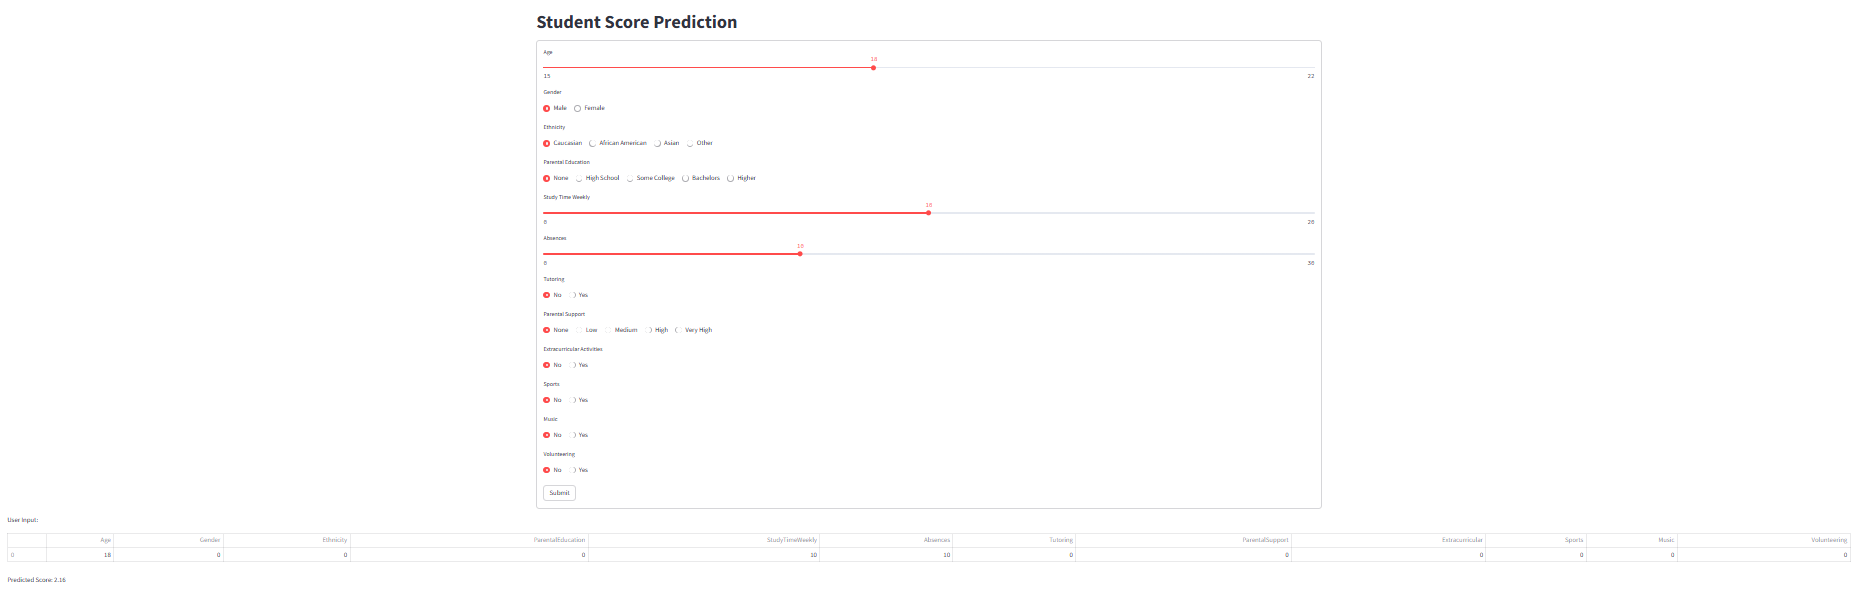 Student Score Prediction
Age
18
15 22
Gender
Male Female
Ethnicity
Caucasian African American Asian Other
Parental Education
None High School Some College Bachelors Higher
Study Time Weekly
10
0 20
Absences
10
0 30
Tutoring
No Yes
Parental Support
None Low Medium High Very High
Extracurricular Activities
No Yes
Sports
No Yes
Music
No Yes
Volunteering
No Yes
Submit
User Input:
Age Gender Ethnicity ParentalEducation StudyTimeWeekly Absences Tutoring ParentalSupport Extracurricular Sports Music Volunteering
0 18 0 0 0 10 10 0 0 0 0 0 0
Predicted Score: 2.16